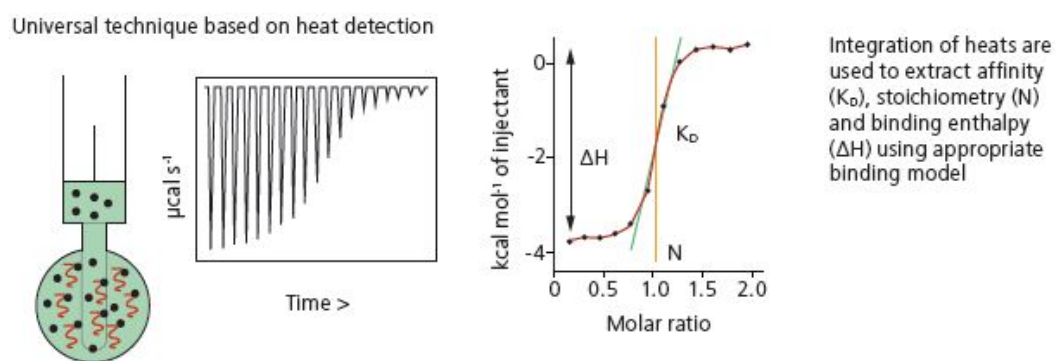 Universal technique based on heat detection
µcal s⁻¹
Time >
kcal mol⁻¹ of injectant
0
-2
-4
ΔH
K_D
N
0 0.5 1.0 1.5 2.0
Molar ratio
Integration of heats are
used to extract affinity
(K_D), stoichiometry (N)
and binding enthalpy
(ΔH) using appropriate
binding model